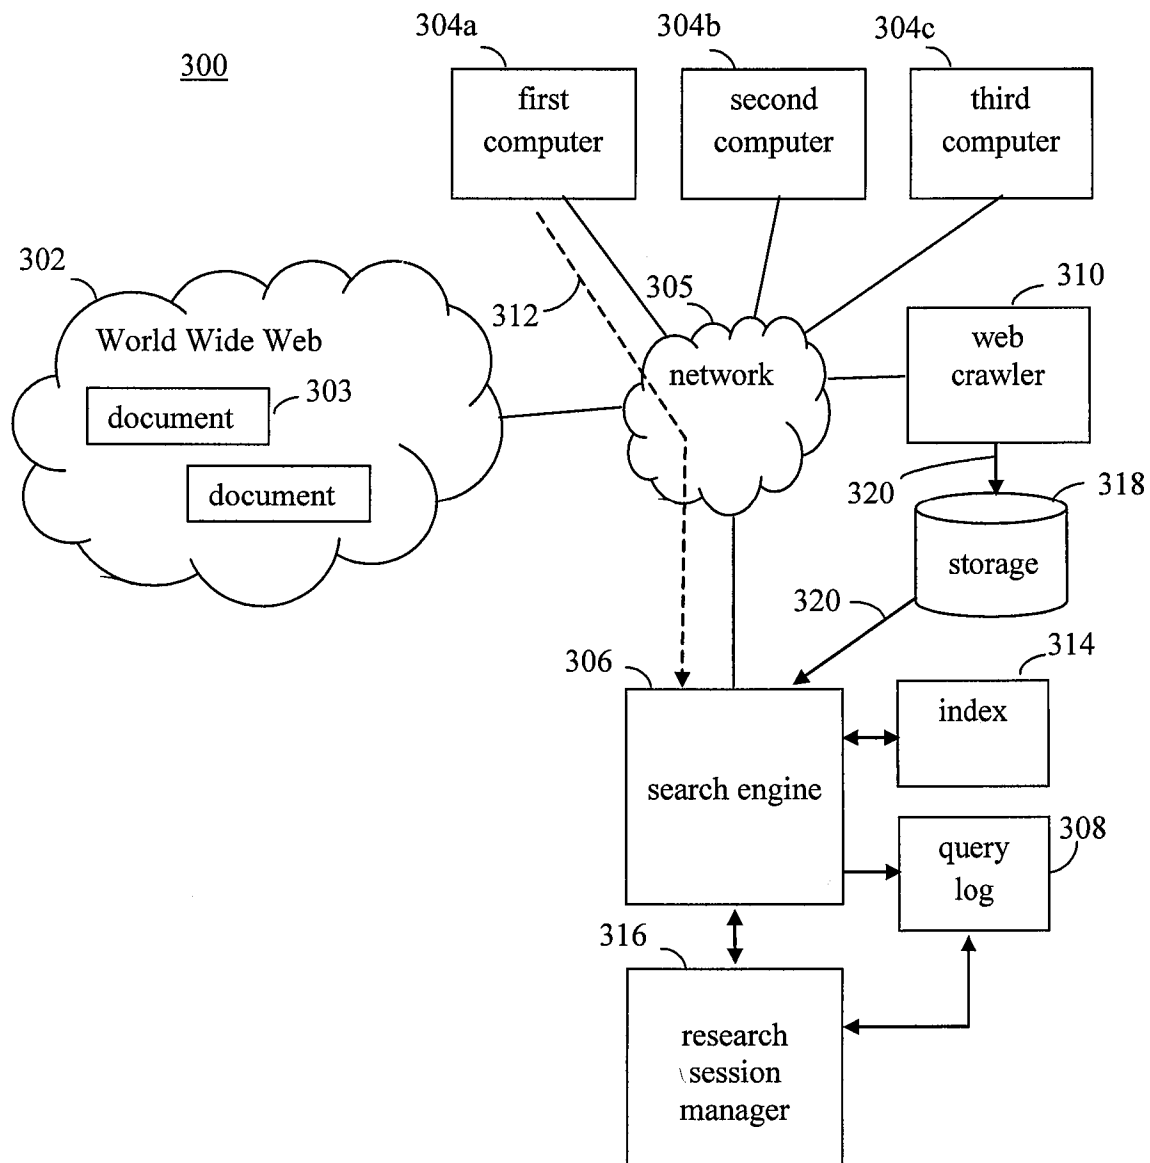 304a
304b
304c
300
first
computer
second
computer
third
computer
302
312
305
310
World Wide Web
network
web
crawler
document
303
document
320
318
storage
320
314
306
index
search engine
308
query
log
316
research
session
manager